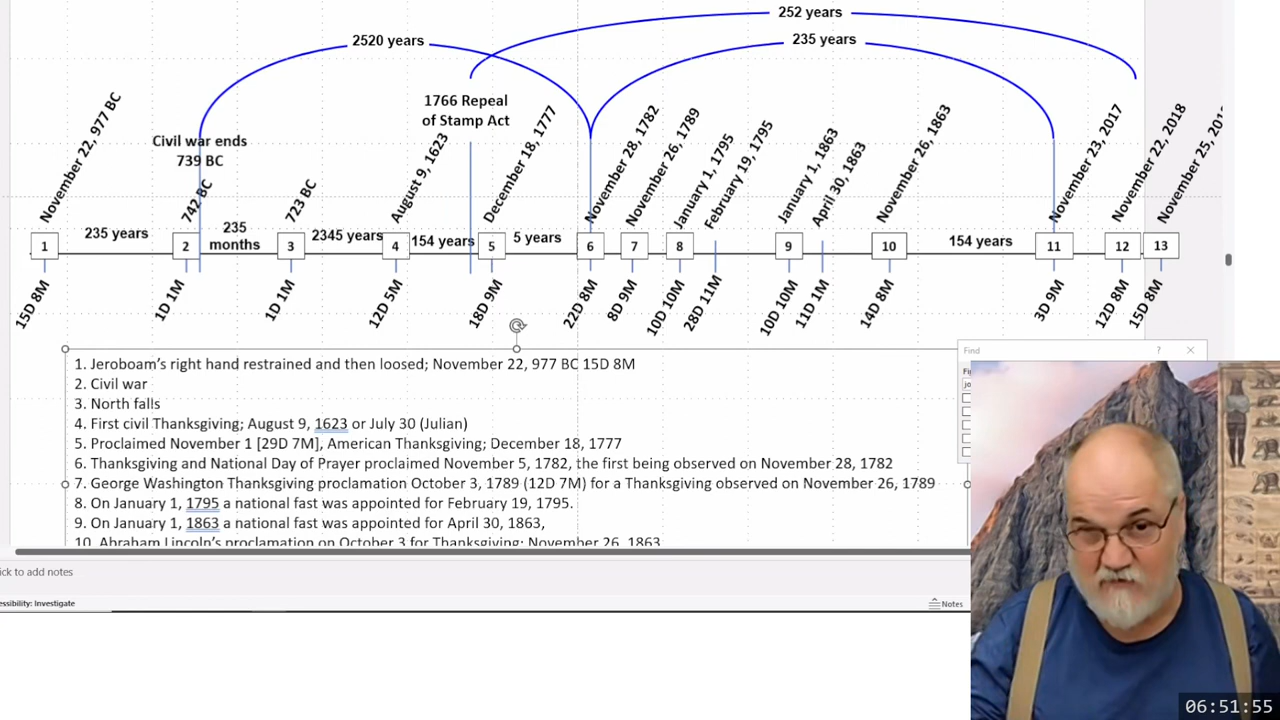 252 years
2520 years
235 years
1766 Repeal
of Stamp Act
Civil war ends
739 BC
November 22, 977 BC
742 BC
723 BC
August 9, 1623
December 18, 1777
November 28, 1782
November 26, 1789
January 1, 1795
February 19, 1795
January 1, 1863
April 30, 1863
November 26, 1863
November 23, 2017
November 22, 2018
November 25,
235 years
235
months
2345 years
154 years
5 years
154 years
1 2 3 4 5 6 7 8 9 10 11 12 13
15D 8M
1D 1M
1D 1M
12D 5M
18D 9M
22D 8M
8D 9M
10D 10M
28D 11M
10D 10M
11D 1M
14D 8M
3D 9M
12D 8M
15D 8M
1. Jeroboam's right hand restrained and then loosed; November 22, 977 BC 15D 8M
2. Civil war
3. North falls
4. First civil Thanksgiving; August 9, 1623 or July 30 (Julian)
5. Proclaimed November 1 [29D 7M], American Thanksgiving; December 18, 1777
6. Thanksgiving and National Day of Prayer proclaimed November 5, 1782, the first being observed on November 28, 1782
7. George Washington Thanksgiving proclamation October 3, 1789 (12D 7M) for a Thanksgiving observed on November 26, 1789
8. On January 1, 1795 a national fast was appointed for February 19, 1795.
9. On January 1, 1863 a national fast was appointed for April 30, 1863,
10. Abraham Lincoln's proclamation on October 3 for Thanksgiving; November 26, 1863
Find ?
ick to add notes
essibility: Investigate
Notes
06:51:55